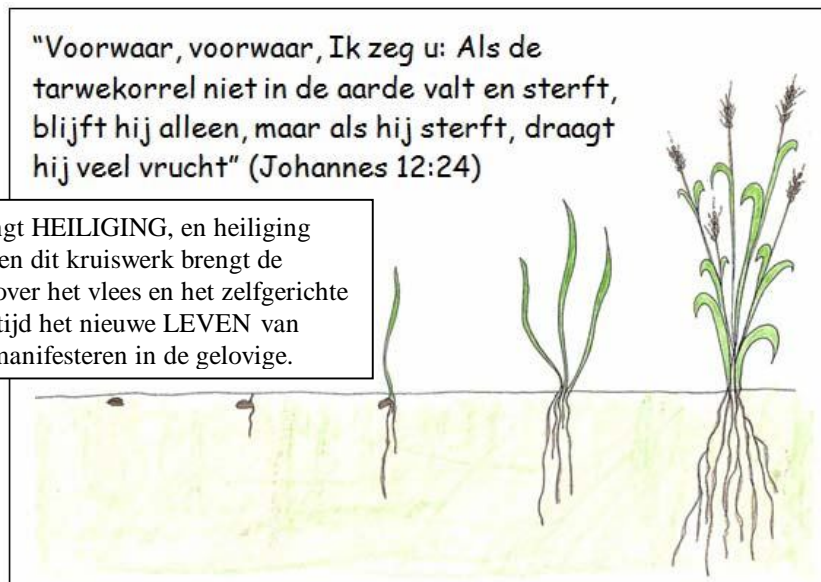 “Voorwaar, voorwaar, Ik zeg u: Als de
tarwekorrel niet in de aarde valt en sterft,
blijft hij alleen, maar als hij sterft, draagt
hij veel vrucht” (Johannes 12:24)
HEILIGING, en heiliging
en dit kruiswerk brengt de
over het vlees en het zelfgerichte
tijd het nieuwe LEVEN van
manifesteren in de gelovige.